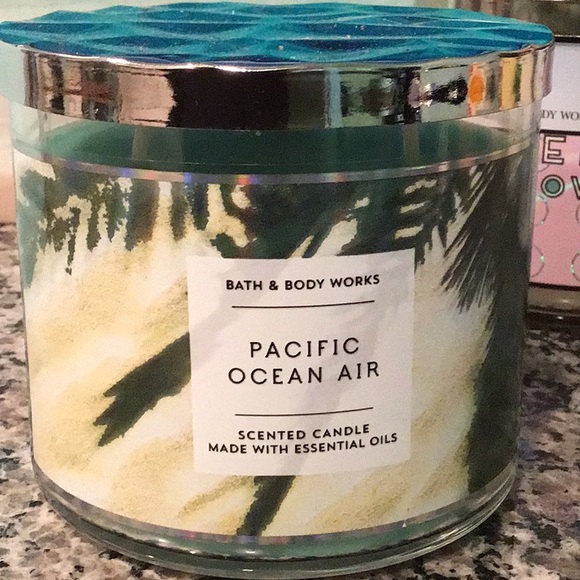 BATH & BODY WORKS
PACIFIC
OCEAN AIR
SCENTED CANDLE
MADE WITH ESSENTIAL OILS